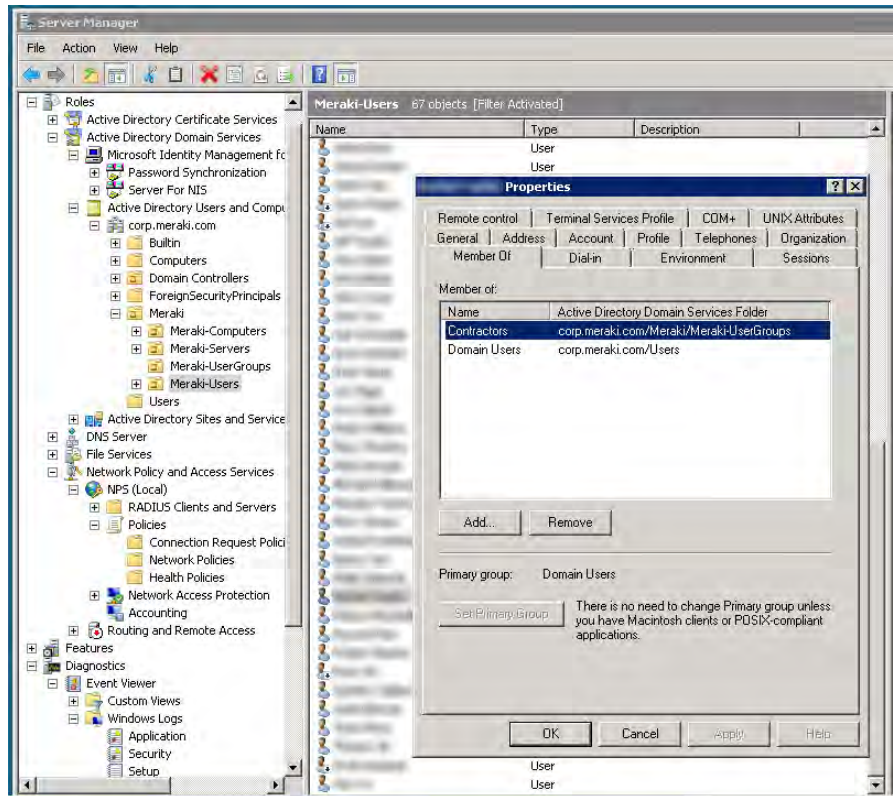 Server Manager
File Action View Help
Roles
Active Directory Certificate Services
Active Directory Domain Services
Microsoft Identity Management fo
Password Synchronization
Server For NIS
Active Directory Users and Compu
corp.meraki.com
Builtin
Computers
Domain Controllers
ForeignSecurityPrincipals
Meraki
Meraki-Computers
Meraki-Servers
Meraki-UserGroups
Meraki-Users
Users
Active Directory Sites and Service
DNS Server
File Services
Network Policy and Access Services
NPS (Local)
RADIUS Clients and Servers
Policies
Connection Request Polici
Network Policies
Health Policies
Network Access Protection
Accounting
Routing and Remote Access
Features
Diagnostics
Event Viewer
Custom Views
Windows Logs
Application
Security
Setup
Meraki-Users 67 objects [Filter Activated]
Name Type Description
User
User
Properties
Remote control Terminal Services Profile COM+ UNIX Attributes
General Address Account Profile Telephones Organization
Member Of Dial-in Environment Sessions
Member of:
Name Active Directory Domain Services Folder
Contractors corp.meraki.com/Meraki/Meraki-UserGroups
Domain Users corp.meraki.com/Users
Add... Remove
Primary group: Domain Users
Set Primary Group
There is no need to change Primary group unless
you have Macintosh clients or POSIX-compliant
applications.
OK Cancel Apply Help
User
User